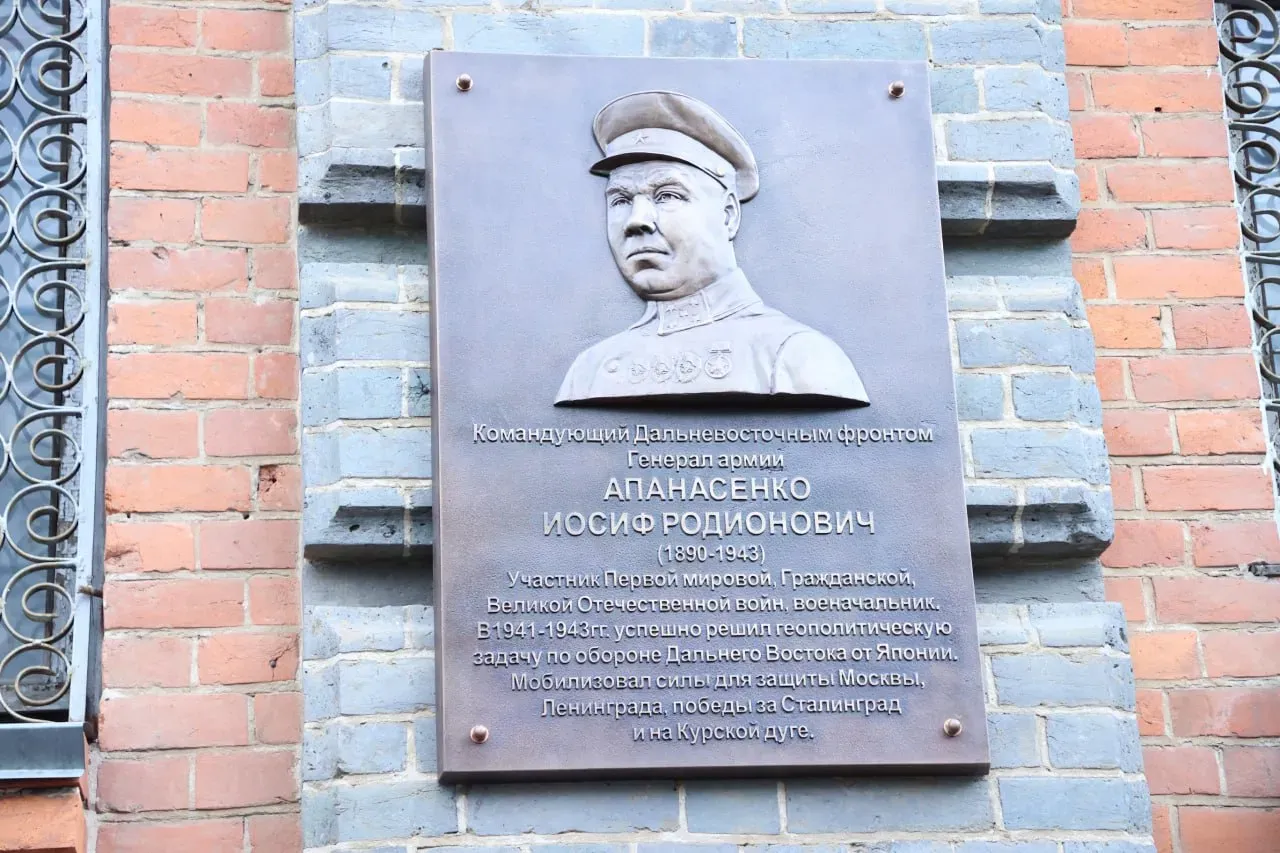 Командующий Дальневосточным фронтом
Генерал армии
АПАНАСЕНКО
ИОСИФ РОДИОНОВИЧ
(1890-1943)
Участник Первой мировой, Гражданской,
Великой Отечественной войн, военачальник.
В1941-1943гг. успешно решил геополитическую
задачу по обороне Дальнего Востока от Японии.
Мобилизовал силы для защиты Москвы,
Ленинграда, победы за Сталинград
и на Курской дуге.